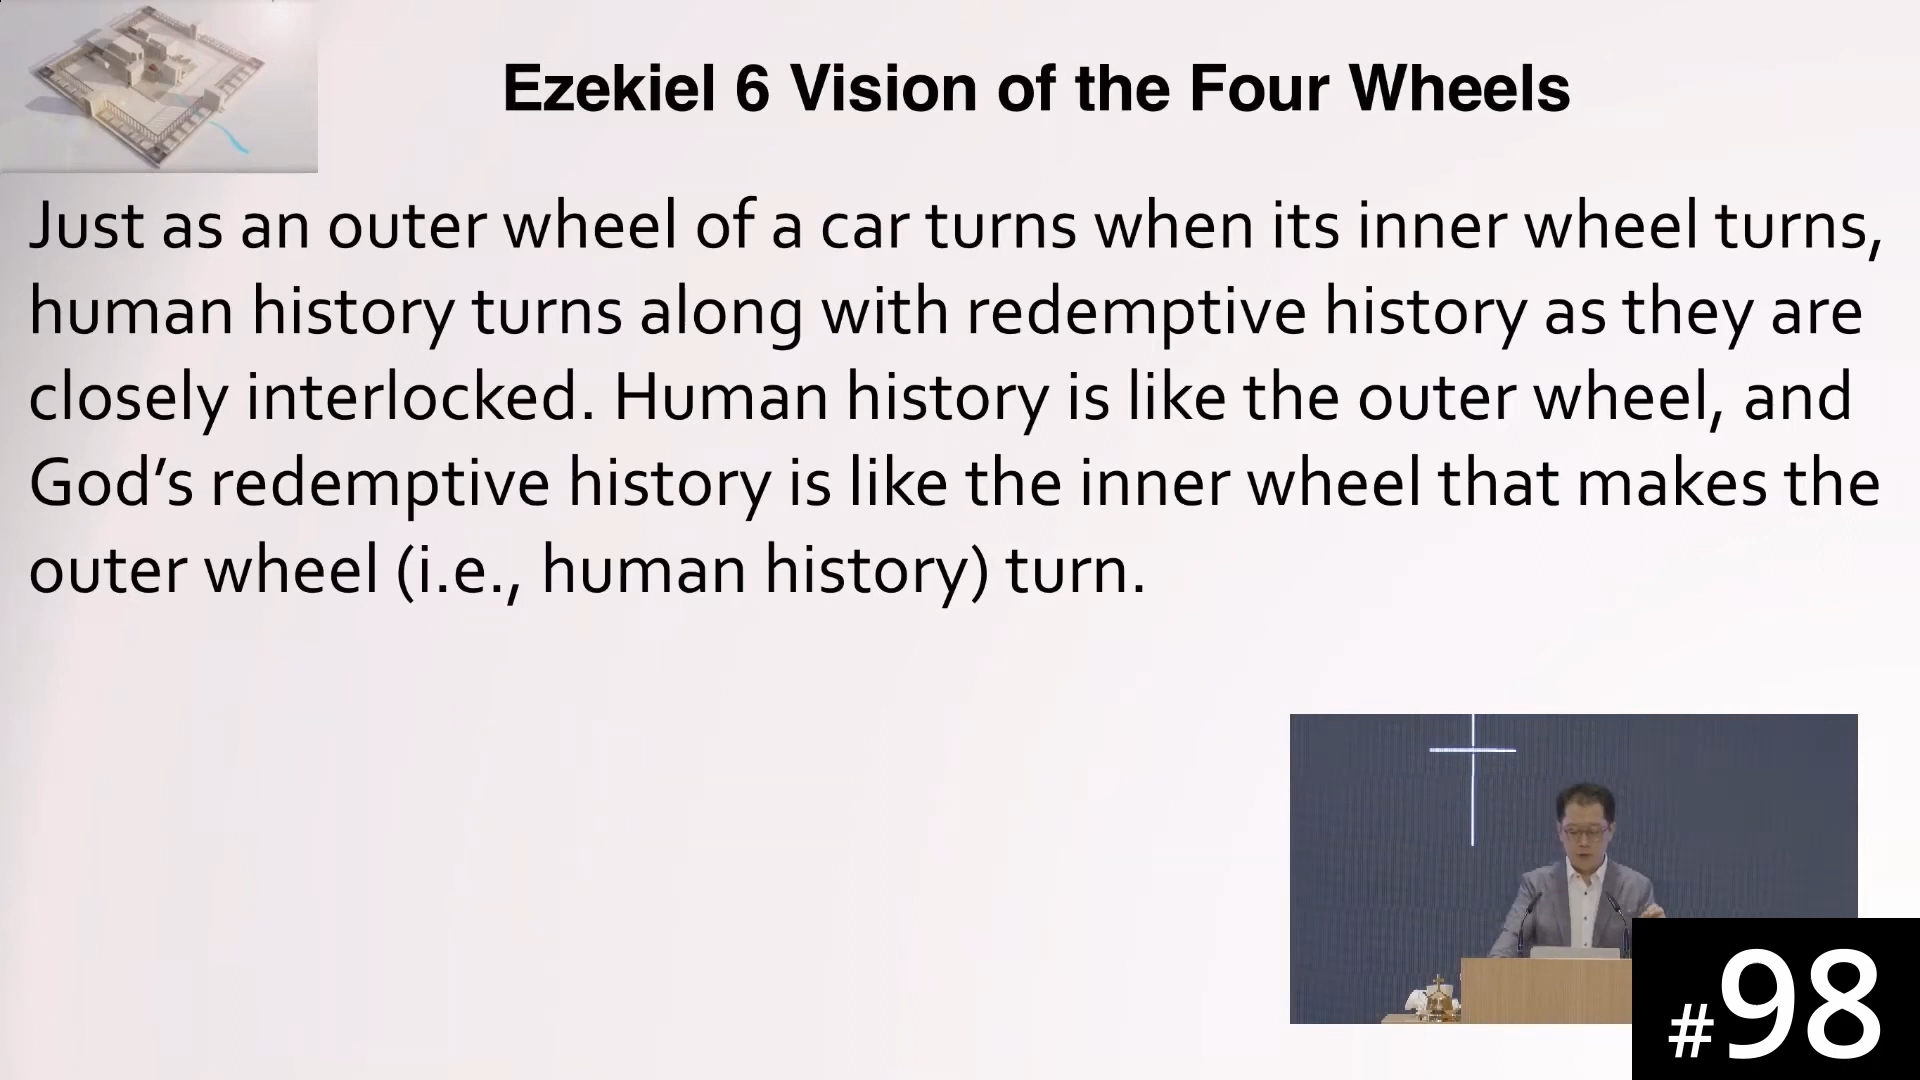 Ezekiel 6 Vision of the Four Wheels
Just as an outer wheel of a car turns when its inner wheel turns,
human history turns along with redemptive history as they are
closely interlocked. Human history is like the outer wheel, and
God’s redemptive history is like the inner wheel that makes the
outer wheel (i.e., human history) turn.
#98